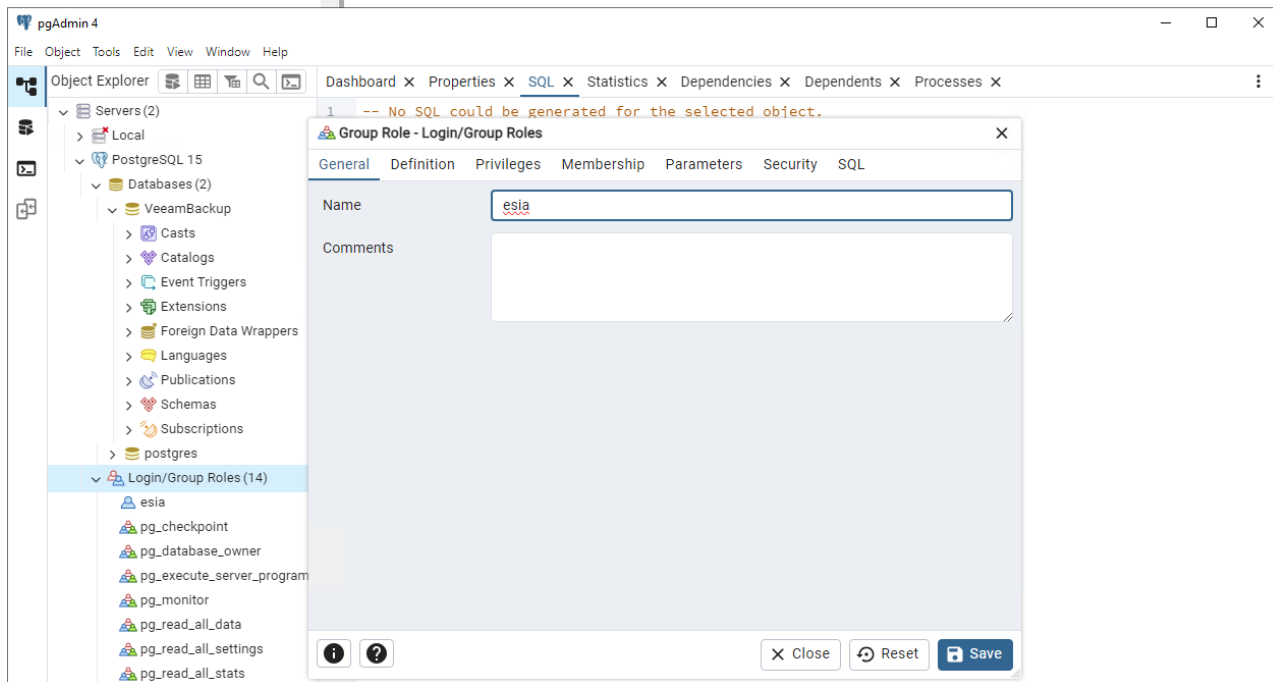 pgAdmin 4
File Object Tools Edit View Window Help
Object Explorer
Dashboard Properties SQL Statistics Dependencies Dependents Processes
Servers (2)
Local
PostgreSQL 15
Databases (2)
VeeamBackup
Casts
Catalogs
Event Triggers
Extensions
Foreign Data Wrappers
Languages
Publications
Schemas
Subscriptions
postgres
Login/Group Roles (14)
esia
pg_checkpoint
pg_database_owner
pg_execute_server_program
pg_monitor
pg_read_all_data
pg_read_all_settings
pg_read_all_stats
1 -- No SQL could be generated for the selected object.
Group Role - Login/Group Roles
General Definition Privileges Membership Parameters Security SQL
Name esia
Comments
Close Reset Save